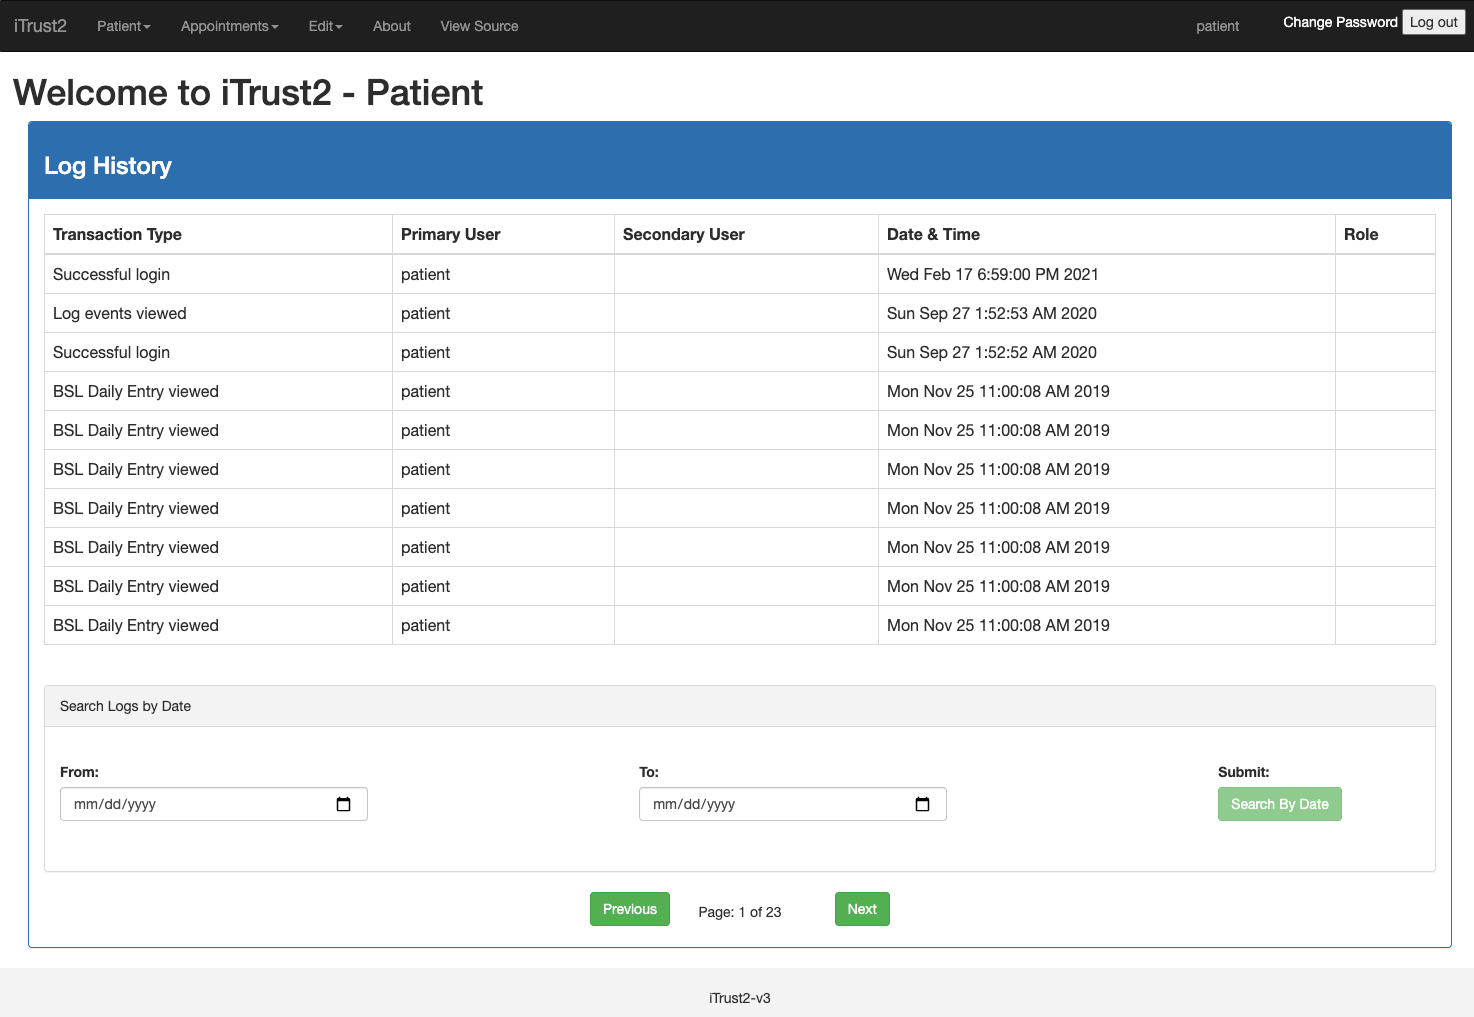 iTrust2 Patient Appointments Edit About View Source patient Change Password Log out
Welcome to iTrust2 - Patient
Log History
Transaction Type Primary User Secondary User Date & Time Role
Successful login patient Wed Feb 17 6:59:00 PM 2021
Log events viewed patient Sun Sep 27 1:52:53 AM 2020
Successful login patient Sun Sep 27 1:52:52 AM 2020
BSL Daily Entry viewed patient Mon Nov 25 11:00:08 AM 2019
BSL Daily Entry viewed patient Mon Nov 25 11:00:08 AM 2019
BSL Daily Entry viewed patient Mon Nov 25 11:00:08 AM 2019
BSL Daily Entry viewed patient Mon Nov 25 11:00:08 AM 2019
BSL Daily Entry viewed patient Mon Nov 25 11:00:08 AM 2019
BSL Daily Entry viewed patient Mon Nov 25 11:00:08 AM 2019
BSL Daily Entry viewed patient Mon Nov 25 11:00:08 AM 2019
Search Logs by Date
From: To: Submit:
mm/dd/yyyy mm/dd/yyyy Search By Date
Previous Page: 1 of 23 Next
iTrust2-v3